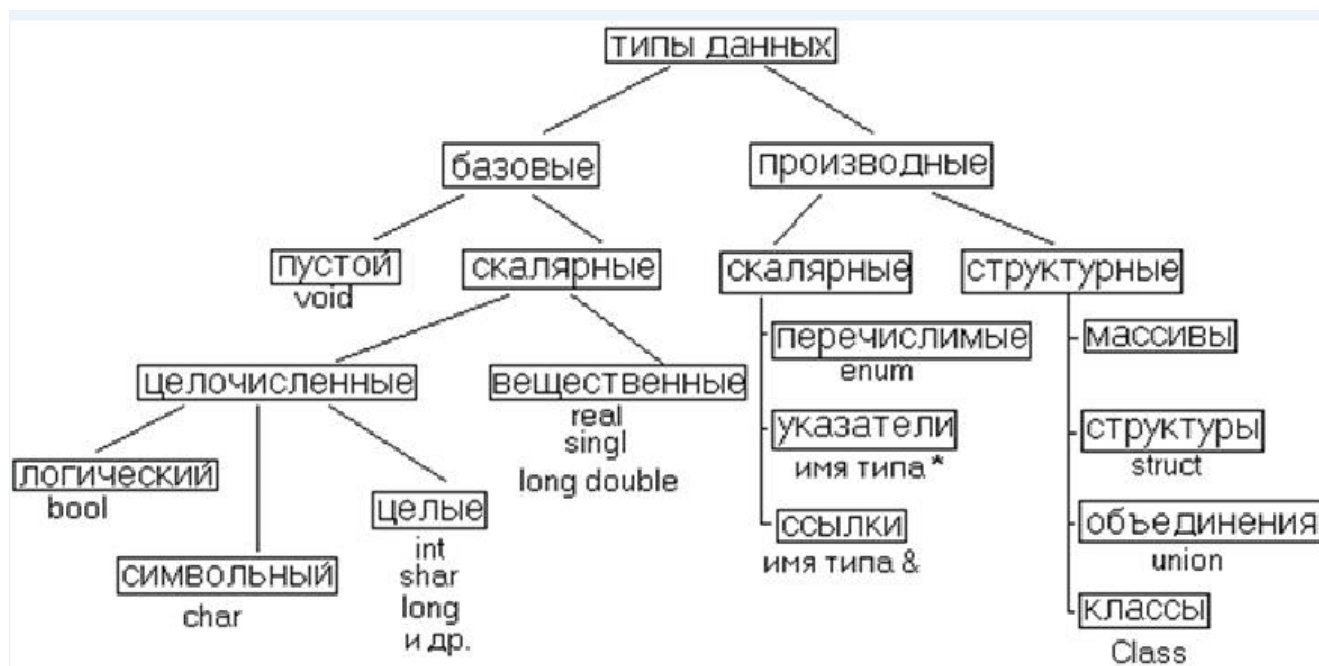 типы данных
базовые
производные
пустой
void
скалярные
скалярные
структурные
целочисленные
вещественные
real
singl
long double
логический
bool
символьный
char
целые
int
shar
long
и др.
перечислимые
enum
указатели
имя типа *
ссылки
имя типа &
массивы
структуры
struct
объединения
union
классы
Class